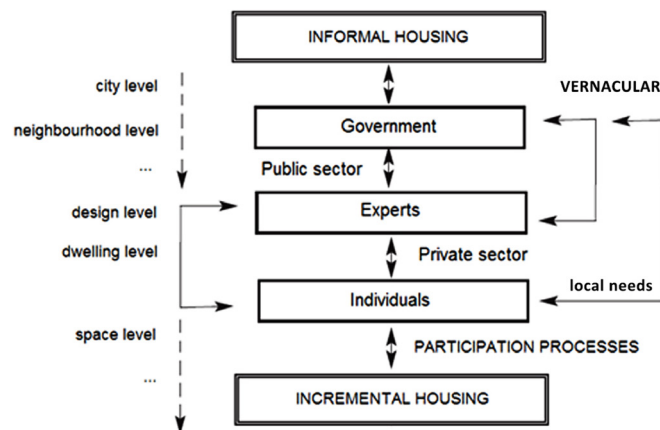 INFORMAL HOUSING
city level
VERNACULAR
neighbourhood level
Government
...
Public sector
design level
Experts
dwelling level
Private sector
Individuals
local needs
space level
PARTICIPATION PROCESSES
...
INCREMENTAL HOUSING